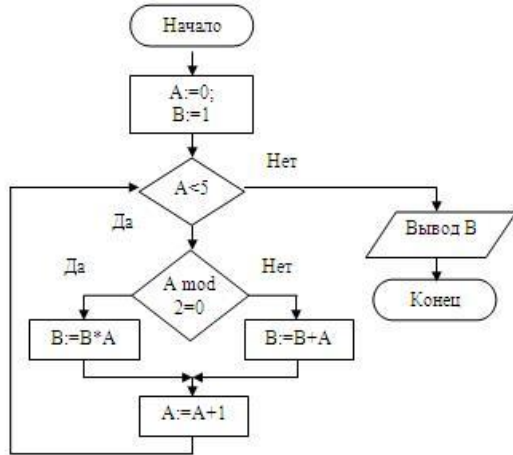 Начало
A:=0;
B:=1
A<5
Нет
Да
Вывод B
Да
A mod
2=0
Нет
Конец
B:=B*A
B:=B+A
A:=A+1